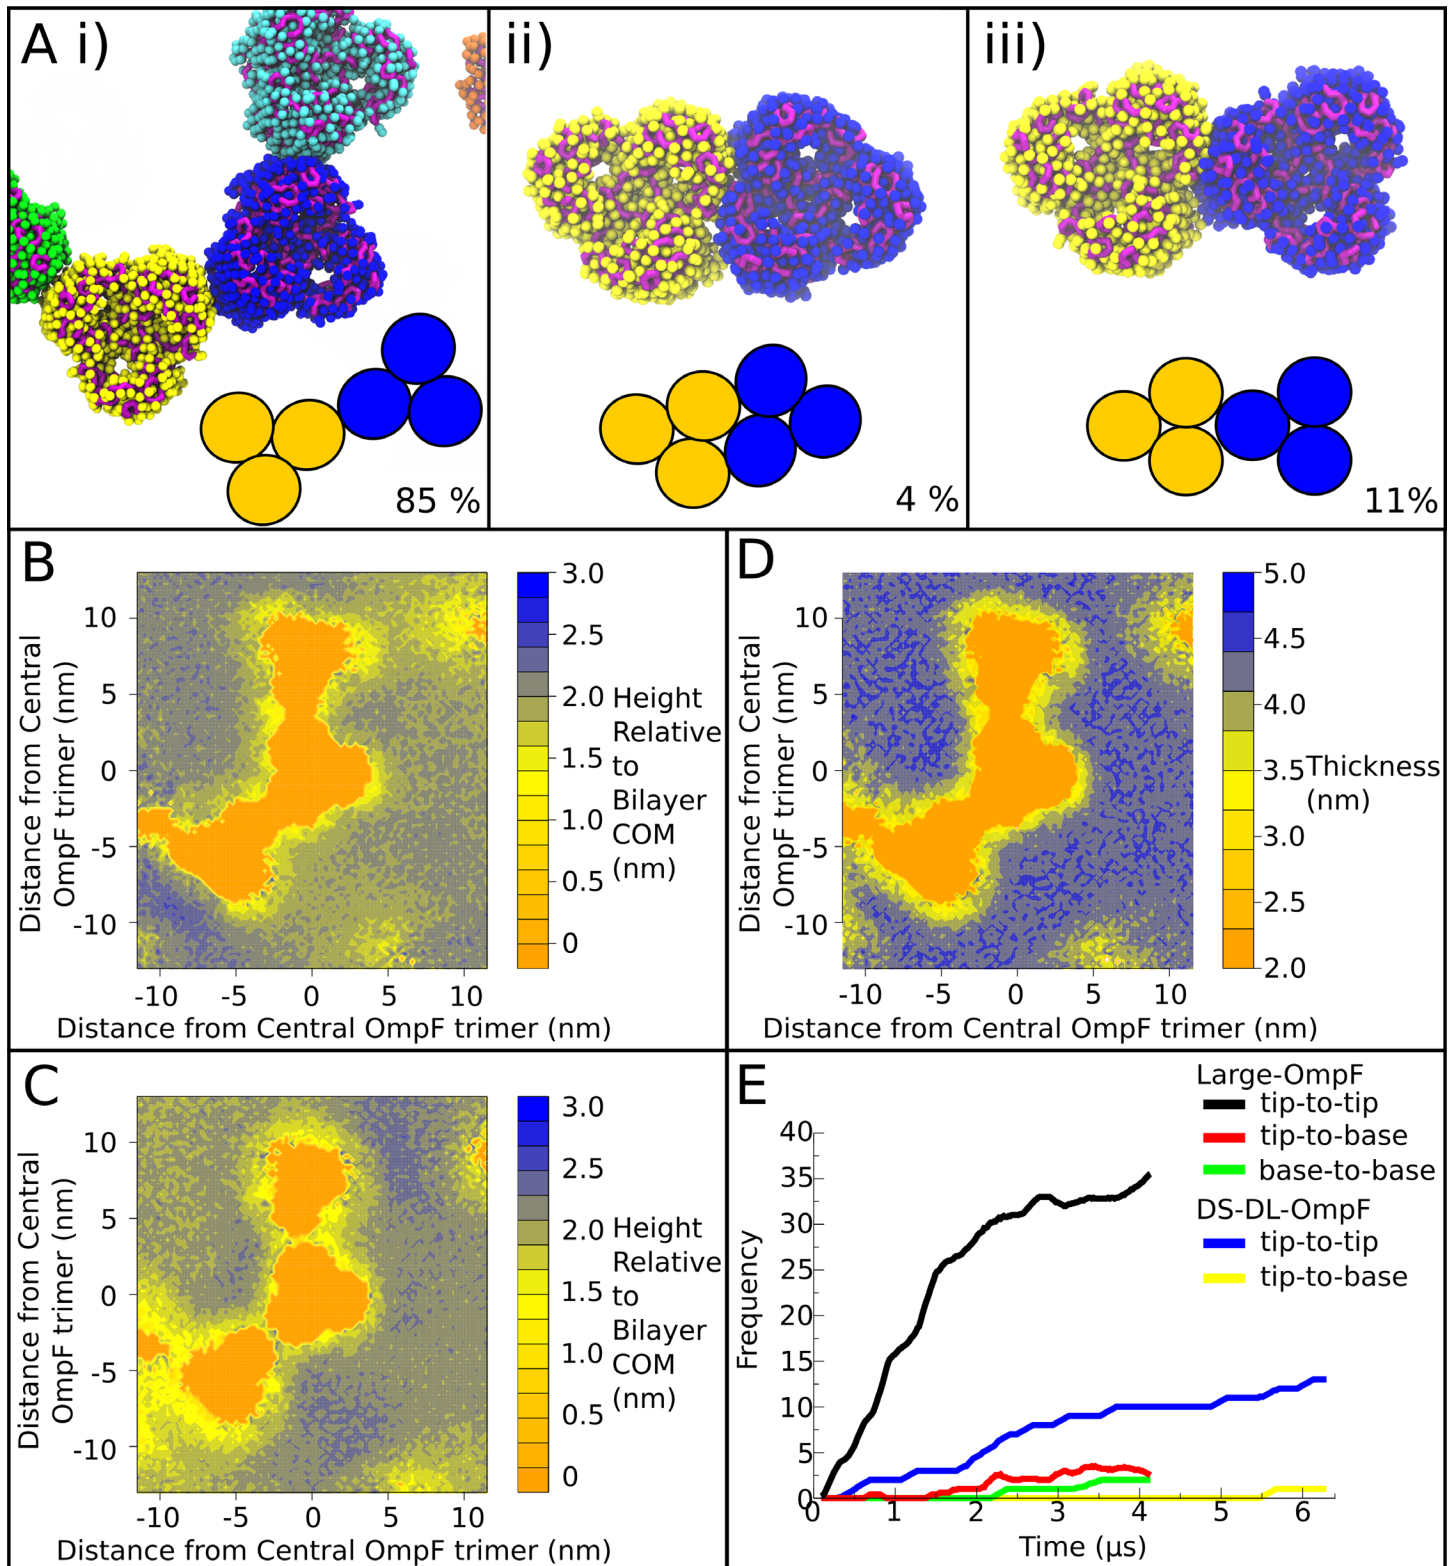 A i)
85 %
ii)
4 %
iii)
11%
B
Distance from Central
OmpF trimer (nm)
10
5
0
-5
-10
-10 -5 0 5 10
Distance from Central OmpF trimer (nm)
3.0
2.5
2.0
1.5
1.0
0.5
0
Height
Relative
to
Bilayer
COM
(nm)
D
Distance from Central
OmpF trimer (nm)
10
5
0
-5
-10
-10 -5 0 5 10
Distance from Central OmpF trimer (nm)
5.0
4.5
4.0
3.5
3.0
2.5
2.0
Thickness
(nm)
C
Distance from Central
OmpF trimer (nm)
10
5
0
-5
-10
-10 -5 0 5 10
Distance from Central OmpF trimer (nm)
3.0
2.5
2.0
1.5
1.0
0.5
0
Height
Relative
to
Bilayer
COM
(nm)
E
Large-OmpF
tip-to-tip
tip-to-base
base-to-base
DS-DL-OmpF
tip-to-tip
tip-to-base
Frequency
40
35
30
25
20
15
10
5
0
0 1 2 3 4 5 6
Time (μs)